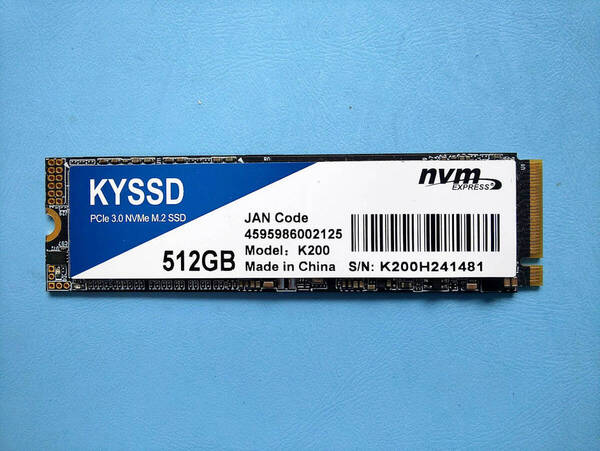 KYSSD
PCIe 3.0 NVMe M.2 SSD
512GB
JAN Code
4595986002125
Model: K200
Made in China
nvm
EXPRESS
S/N: K200H241481